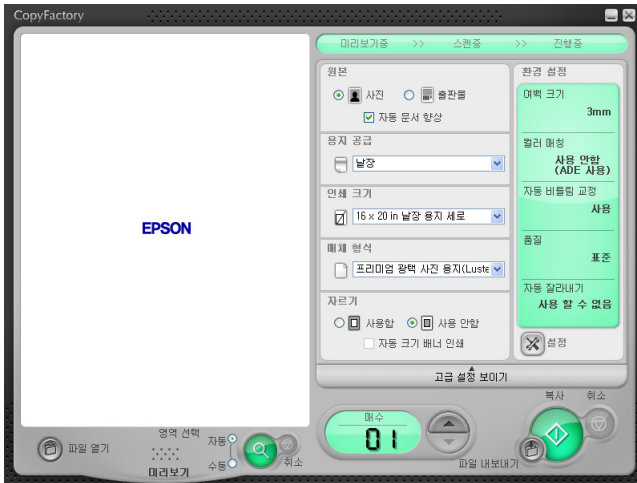 CopyFactory
미리보기중 >> 스캔중 >> 진행중
원본
사진 출판물
자동 문서 향상
용지 공급
낱장
인쇄 크기
16 x 20 in 낱장 용지 세로
매체 형식
프리미엄 광택 사진 용지(Luste
자르기
사용함 사용 안함
자동 크기 배너 인쇄
고급 설정 보이기
환경 설정
여백 크기
3mm
컬러 매칭
사용 안함
(ADE 사용)
자동 비틀림 교정
사용
품질
표준
자동 잘라내기
사용 할 수 없음
설정
EPSON
파일 열기
영역 선택
자동
수동
미리보기
취소
매수
01
파일 내보내기
복사
취소